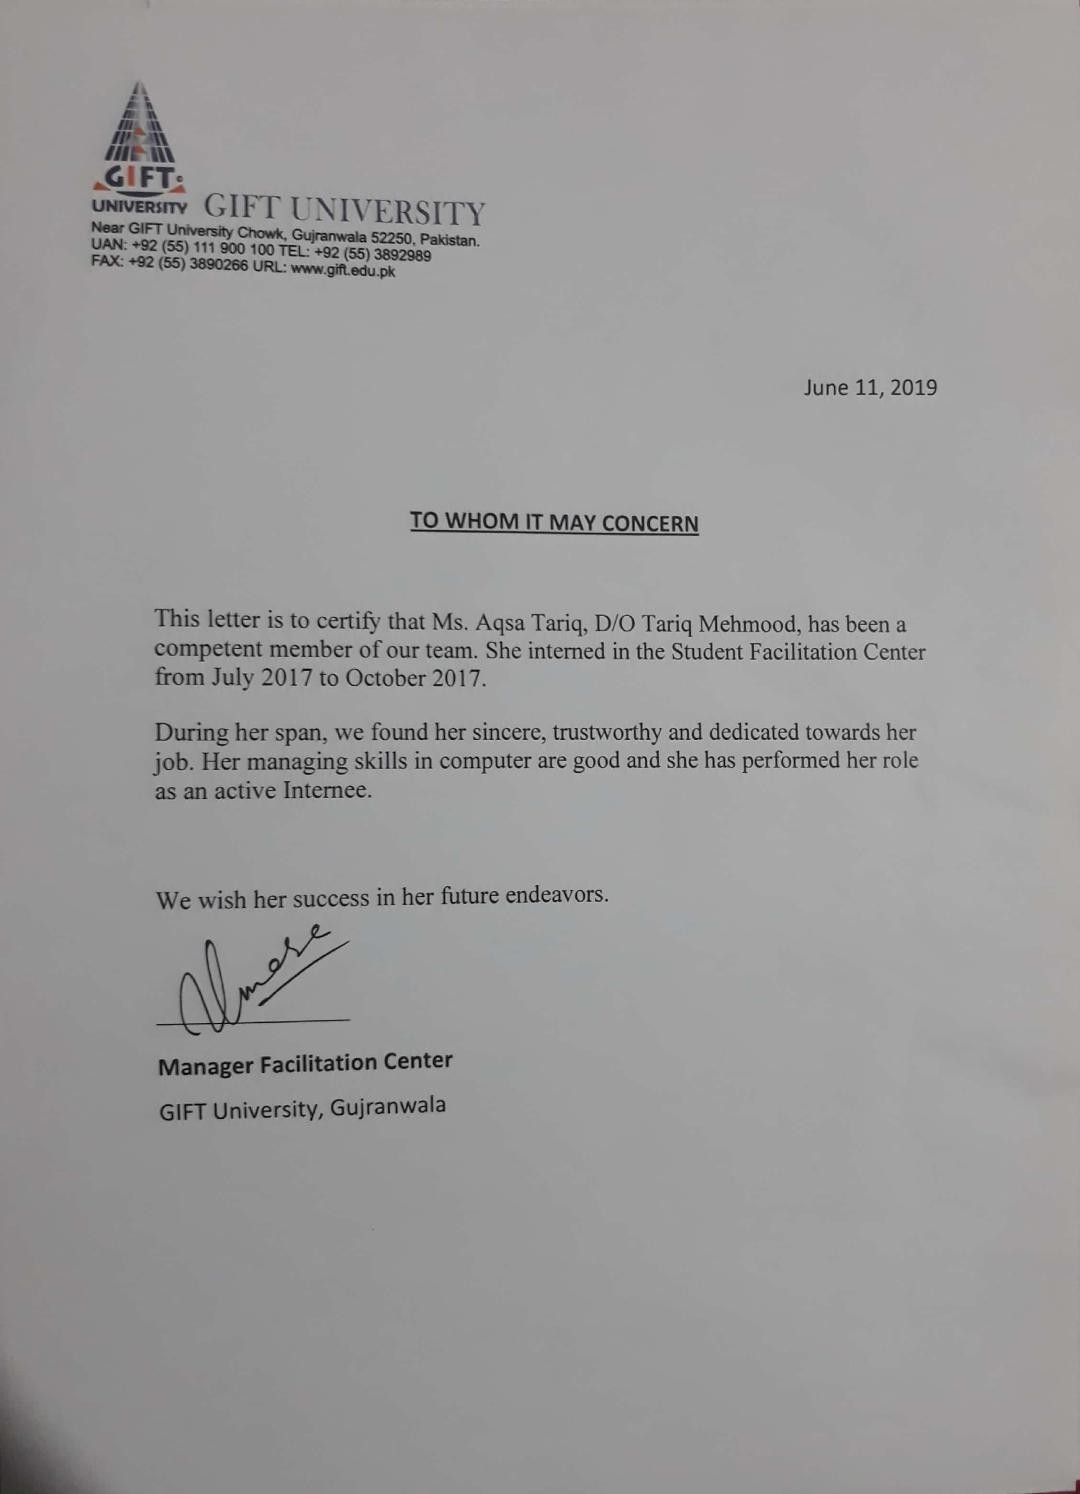 GIFT
UNIVERSITY
GIFT UNIVERSITY
Near GIFT University Chowk, Gujranwala 52250, Pakistan.
UAN: +92 (55) 111 900 100 TEL: +92 (55) 3892989
FAX: +92 (55) 3890266 URL: www.gift.edu.pk
June 11, 2019
TO WHOM IT MAY CONCERN
This letter is to certify that Ms. Aqsa Tariq, D/O Tariq Mehmood, has been a
competent member of our team. She interned in the Student Facilitation Center
from July 2017 to October 2017.
During her span, we found her sincere, trustworthy and dedicated towards her
job. Her managing skills in computer are good and she has performed her role
as an active Internee.
We wish her success in her future endeavors.
Manager Facilitation Center
GIFT University, Gujranwala